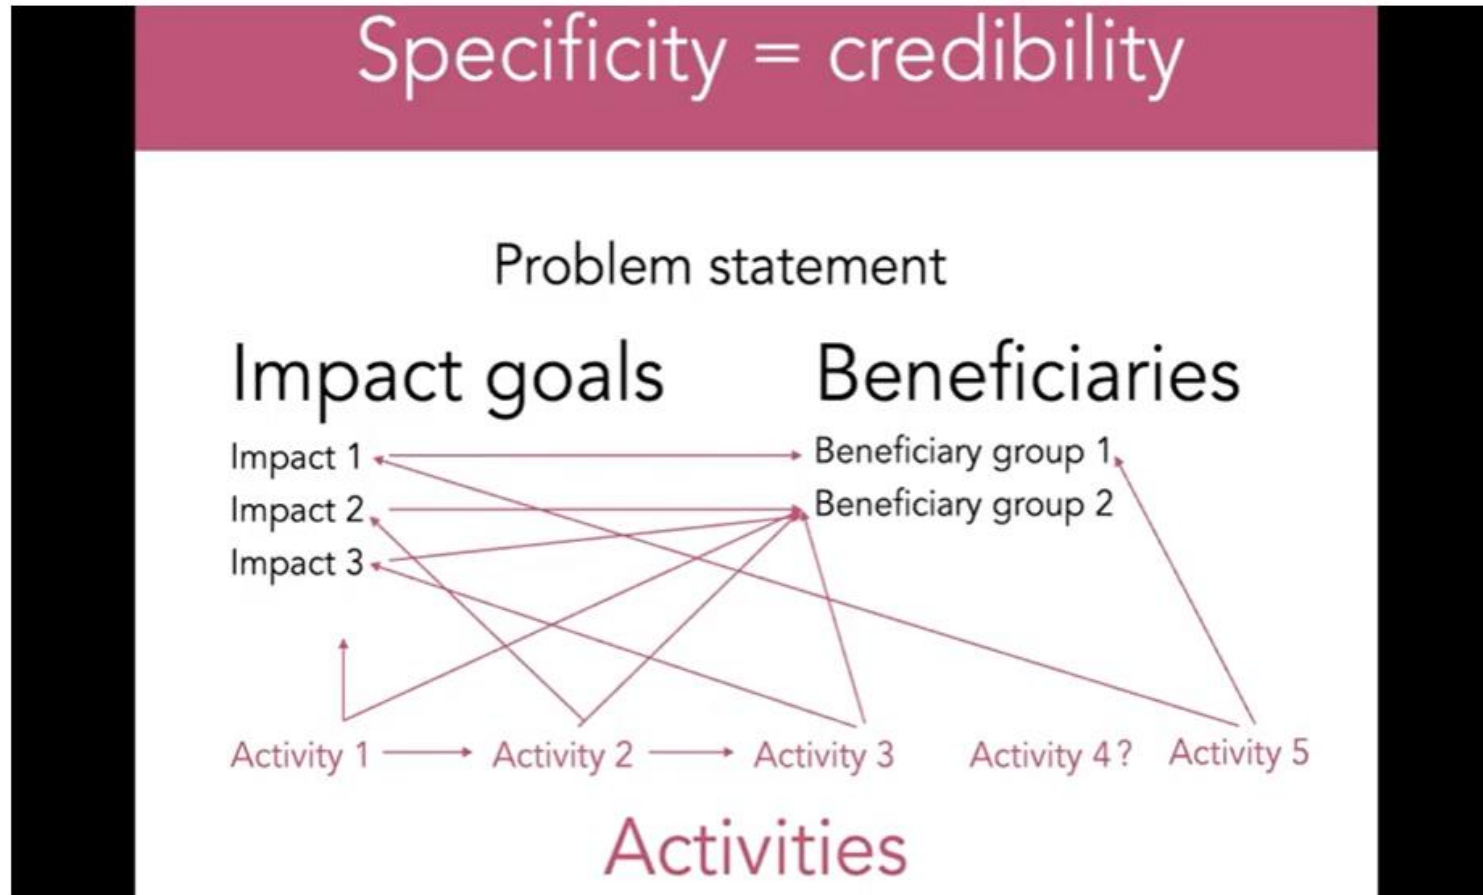 Specificity = credibility
Problem statement
Impact goals
Beneficiaries
Impact 1
Beneficiary group 1
Impact 2
Beneficiary group 2
Impact 3
Activity 1
Activity 2
Activity 3
Activity 4?
Activity 5
Activities